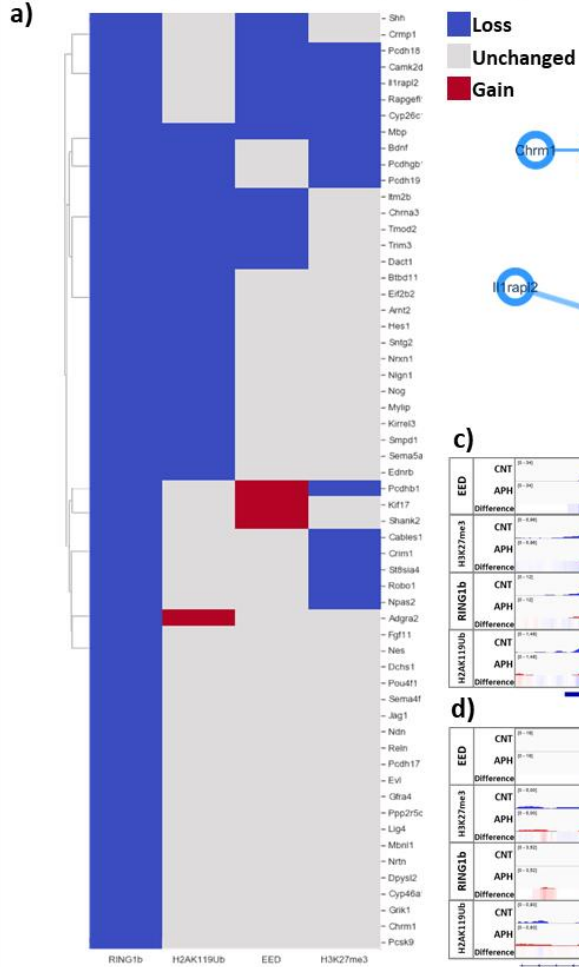 a)
Loss
Unchanged
Gain
Shh
Crmp1
Pcdh18
Camk2d
Il1rapl2
Rapgef
Cyp26c
Mbp
Bdnf
Pcdhgb
Pcdh19
Itm2b
Chrna3
Tmod2
Trim3
Dact1
Btbd11
Eif2b2
Arnt2
Hes1
Sntg2
Nrxn1
Nlgn1
Nog
Mylip
Kirrel3
Smpd1
Sema5a
Ednrb
Pcdhb1
Kif17
Shank2
Cables1
Crim1
St8sia4
Robo1
Npas2
Adgra2
Fgf11
Nes
Dchs1
Pou4f1
Sema4f
Jag1
Ndn
Reln
Pcdh17
Evl
Gfra4
Ppp2r5c
Lig4
Mbnl1
Nrtn
Dpysl2
Cyp46a
Grik1
Chrm1
Pcsk9
RING1b H2AK119Ub EED H3K27me3
Chrm1
Il1rapl2
c)
EED
CNT
APH
Difference
H3K27me3
CNT
APH
Difference
RING1b
CNT
APH
Difference
H2AK119Ub
CNT
APH
Difference
d)
EED
CNT
APH
Difference
H3K27me3
CNT
APH
Difference
RING1b
CNT
APH
Difference
H2AK119Ub
CNT
APH
Difference